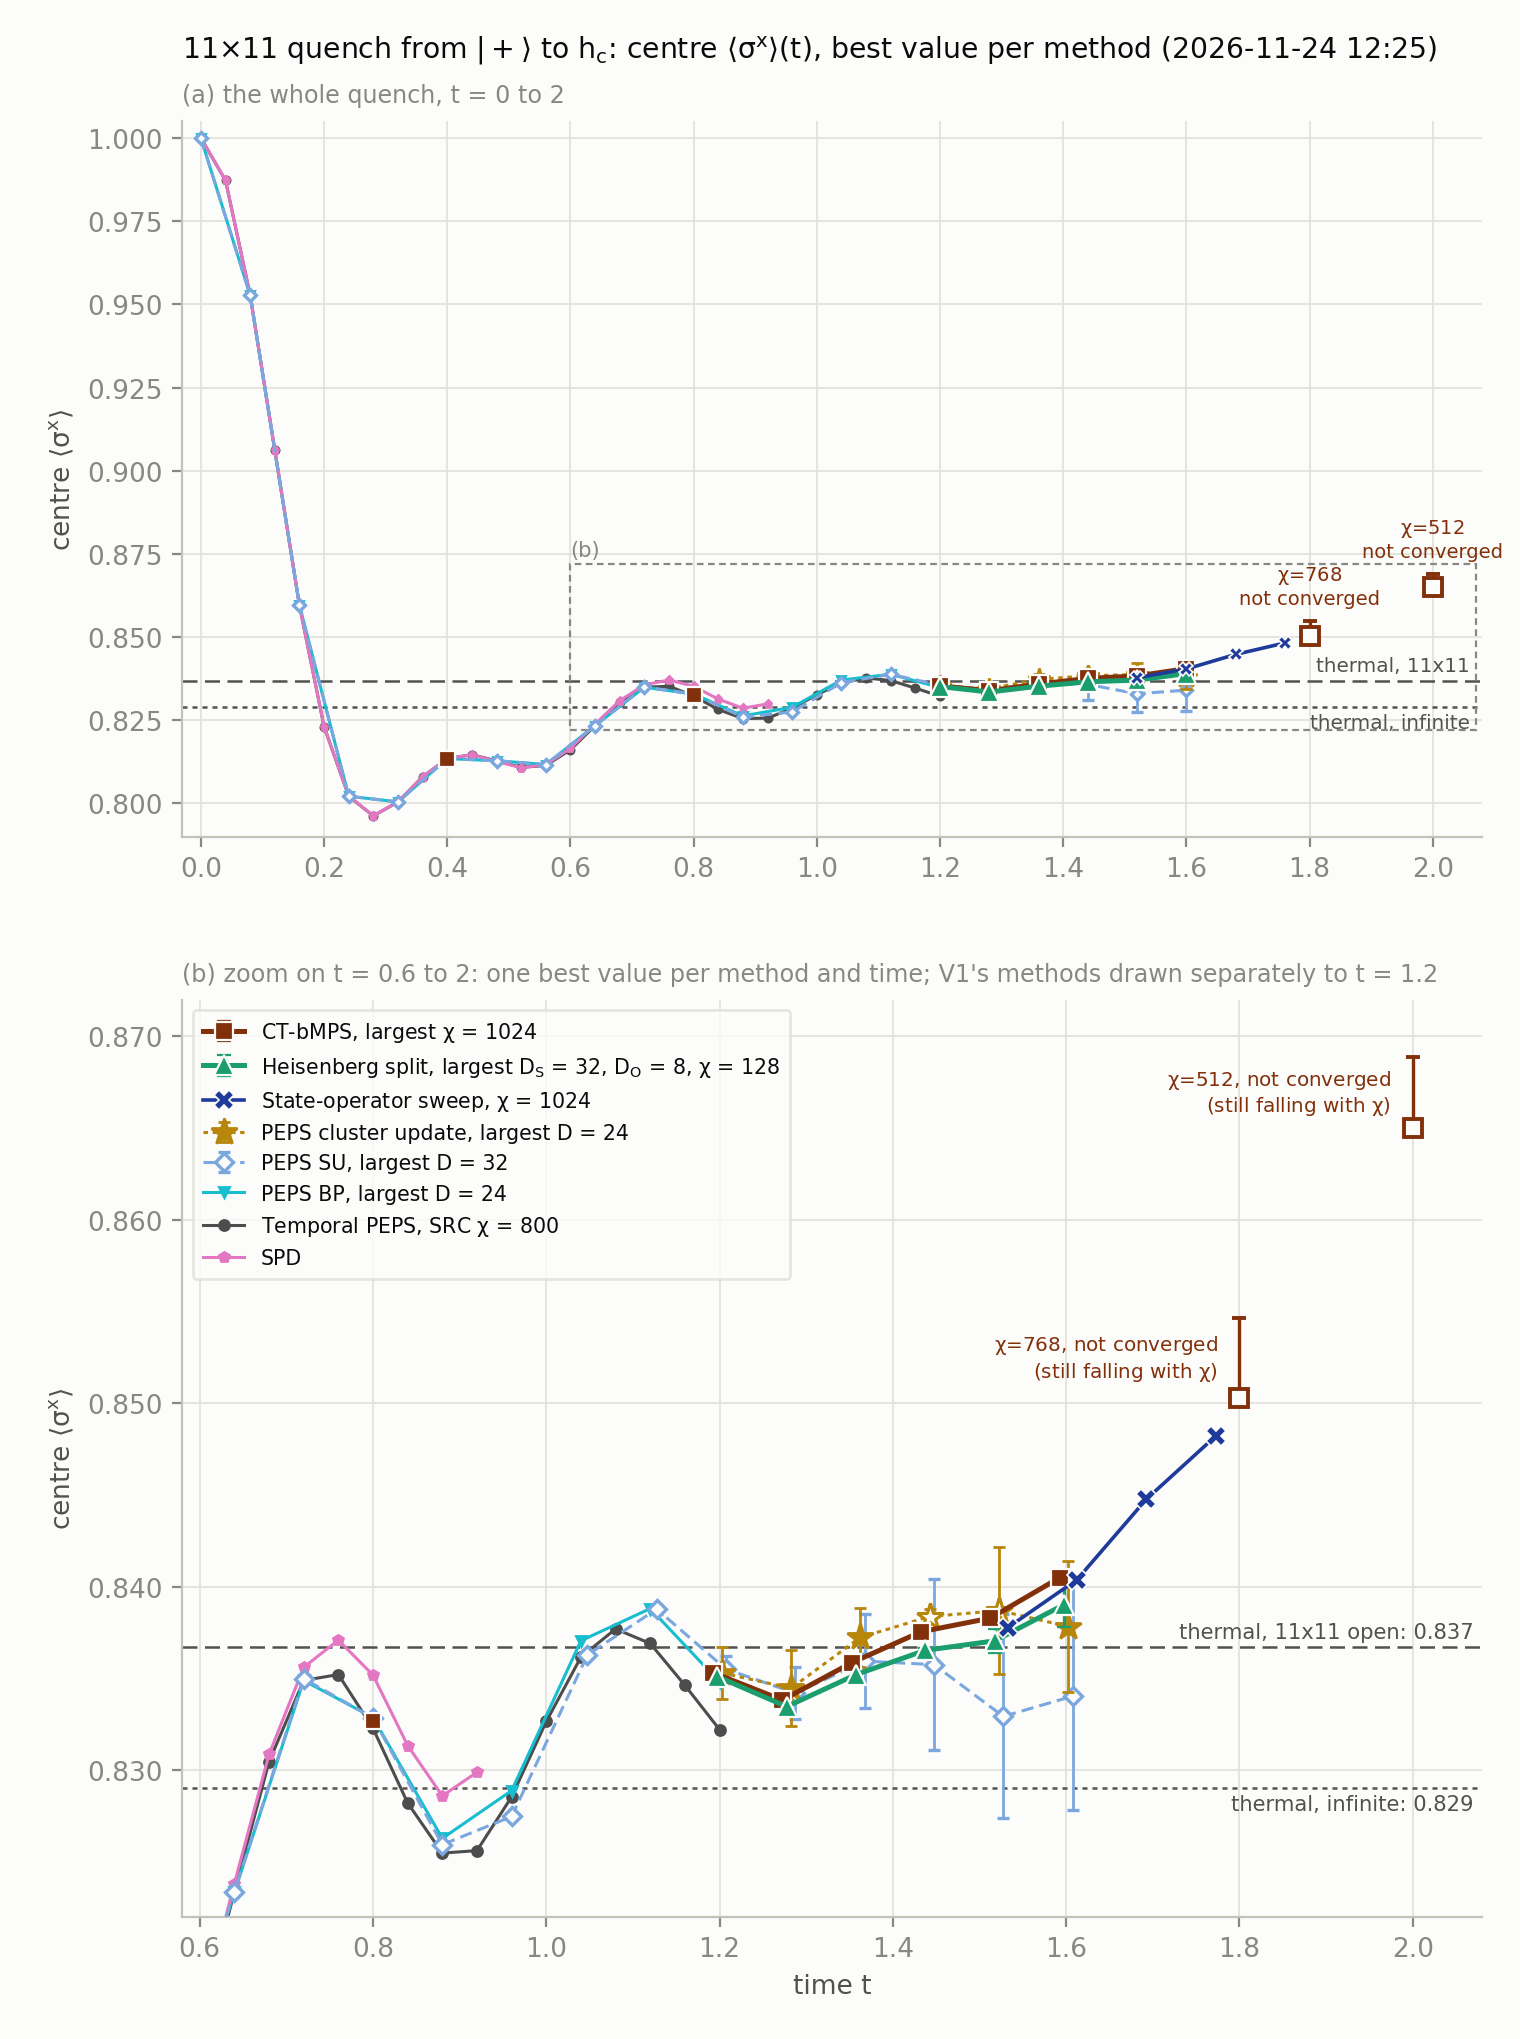 11×11 quench from | + ⟩ to h_c: centre ⟨σ^x⟩(t), best value per method (2026-11-24 12:25)
(a) the whole quench, t = 0 to 2
1.000
0.975
0.950
0.925
0.900
0.875
0.850
0.825
0.800
centre ⟨σ^x⟩
(b)
χ=512
not converged
χ=768
not converged
thermal, 11x11
thermal, infinite
0.0 0.2 0.4 0.6 0.8 1.0 1.2 1.4 1.6 1.8 2.0
(b) zoom on t = 0.6 to 2: one best value per method and time; V1's methods drawn separately to t = 1.2
0.870
0.860
0.850
0.840
0.830
centre ⟨σ^x⟩
CT-bMPS, largest χ = 1024
Heisenberg split, largest D_S = 32, D_O = 8, χ = 128
State-operator sweep, χ = 1024
PEPS cluster update, largest D = 24
PEPS SU, largest D = 32
PEPS BP, largest D = 24
Temporal PEPS, SRC χ = 800
SPD
χ=512, not converged
(still falling with χ)
χ=768, not converged
(still falling with χ)
thermal, 11x11 open: 0.837
thermal, infinite: 0.829
0.6 0.8 1.0 1.2 1.4 1.6 1.8 2.0
time t